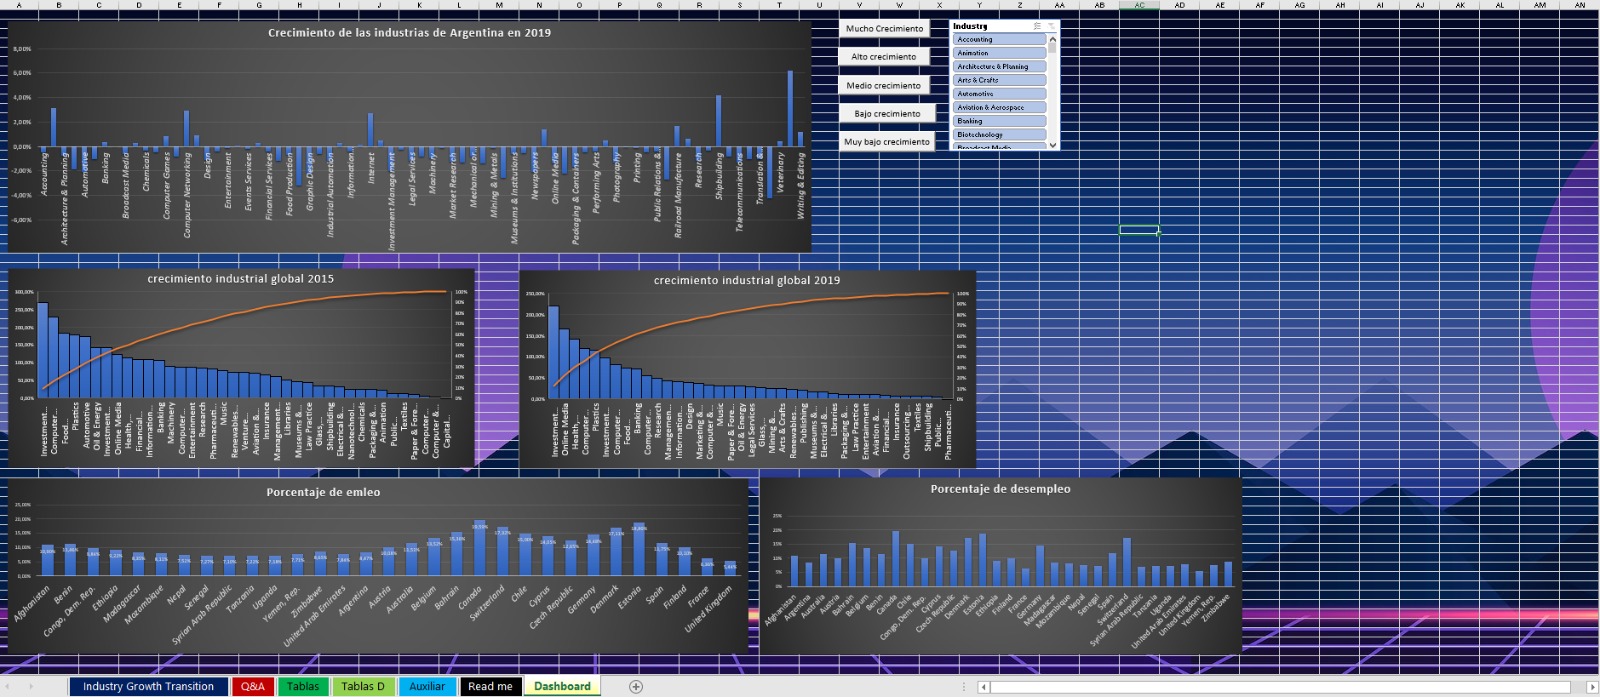 A B C D E F G H I J K L M N O P Q R S T U V W X Y Z AA AB AC AD AE AF AG AH AI AJ AK AL AM AN
Crecimiento de las industrias de Argentina en 2019
8,00%
6,00%
4,00%
2,00%
0,00%
-2,00%
-4,00%
-6,00%
Accounting
Architecture & Planning
Automotive
Banking
Broadcast Media
Chemicals
Computer Games
Computer Networking
Design
Entertainment
Events Services
Financial Services
Food Production
Graphic Design
Industrial Automation
Information...
Internet
Investment Management
Legal Services
Machinery
Market Research
Mechanical or...
Mining & Metals
Museums & Institutions
Newspapers
Online Media
Packaging & Containers
Performing Arts
Photography
Printing
Public Relations &...
Railroad Manufacture
Research
Shipbuilding
Telecommunications
Translation &...
Veterinary
Writing & Editing
Mucho Crecimiento
Alto crecimiento
Medio crecimiento
Bajo crecimiento
Muy bajo crecimiento
Industry
Accounting
Animation
Architecture & Planning
Arts & Crafts
Automotive
Aviation & Aerospace
Banking
Biotechnology
Broadcast Media
crecimiento industrial global 2015
300,00%
250,00%
200,00%
150,00%
100,00%
50,00%
0,00%
100%
90%
80%
70%
60%
50%
40%
30%
20%
10%
0%
Investment...
Computer...
Food...
Plastics
Automotive
Oil & Energy
Investment...
Online Media
Health,...
Financial...
Information...
Banking
Machinery
Computer...
Entertainment
Research
Pharmaceuti...
Music
Renewables...
Venture...
Aviation &...
Insurance
Management...
Libraries
Museums &...
Law Practice
Glass,...
Shipbuilding
Electrical &...
Nanotechnol...
Chemicals
Packaging &...
Animation
Public...
Textiles
Paper & Fore...
Computer...
Computer &...
Capital...
crecimiento industrial global 2019
250,00%
200,00%
150,00%
100,00%
50,00%
0,00%
100%
90%
80%
70%
60%
50%
40%
30%
20%
10%
0%
Investment...
Online Media
Health,...
Computer...
Plastics
Investment...
Computer...
Food...
Banking
Computer...
Research
Management...
Information...
Design
Marketing &...
Computer &...
Music
Paper & Fore...
Oil & Energy
Legal Services
Glass,...
Mining &...
Arts & Crafts
Renewables...
Publishing
Museums &...
Electrical &...
Libraries
Packaging &...
Law Practice
Entertainment
Aviation &...
Financial...
Insurance
Outsourcing...
Textiles
Shipbuilding
Public...
Pharmaceuti...
Porcentaje de emleo
25,00%
20,00%
15,00%
10,00%
5,00%
0,00%
Afghanistan
Benin
Congo, Dem. Rep.
Ethiopia
Madagascar
Mozambique
Nepal
Senegal
Syrian Arab Republic
Tanzania
Uganda
Yemen, Rep.
Zimbabwe
United Arab Emirates
Argentina
Austria
Australia
Belgium
Bahrain
Canada
Switzerland
Chile
Cyprus
Czech Republic
Germany
Denmark
Estonia
Spain
Finland
France
United Kingdom
Porcentaje de desempleo
25%
20%
15%
10%
5%
0%
Afghanistan
Argentina
Australia
Austria
Bahrain
Belgium
Benin
Canada
Chile
Congo, Dem. Rep.
Cyprus
Czech Republic
Denmark
Estonia
Ethiopia
Finland
France
Germany
Madagascar
Mozambique
Nepal
Senegal
Spain
Switzerland
Syrian Arab Republic
Tanzania
Uganda
United Arab Emirates
United Kingdom
Yemen, Rep.
Zimbabwe
Industry Growth Transition Q&A Tablas Tablas D Auxiliar Read me Dashboard